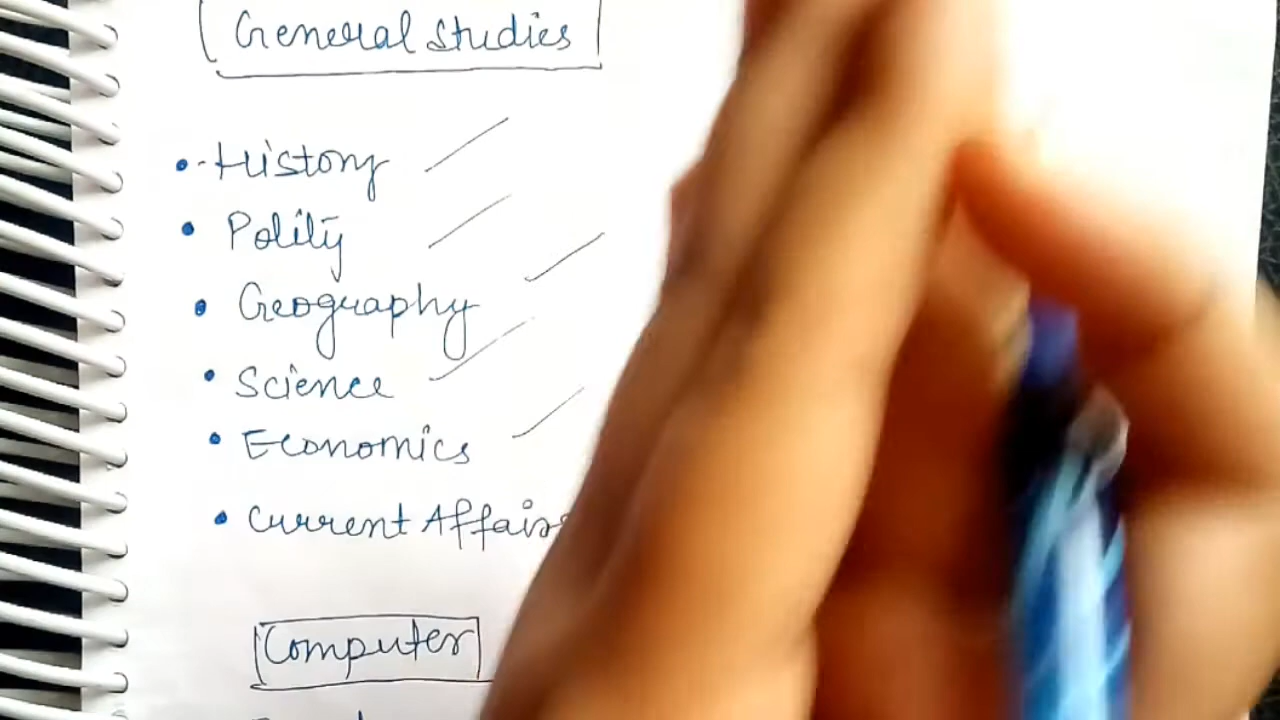 General Studies
• History
• Polity
• Geography
• Science
• Economics
• Current Affairs
Computer